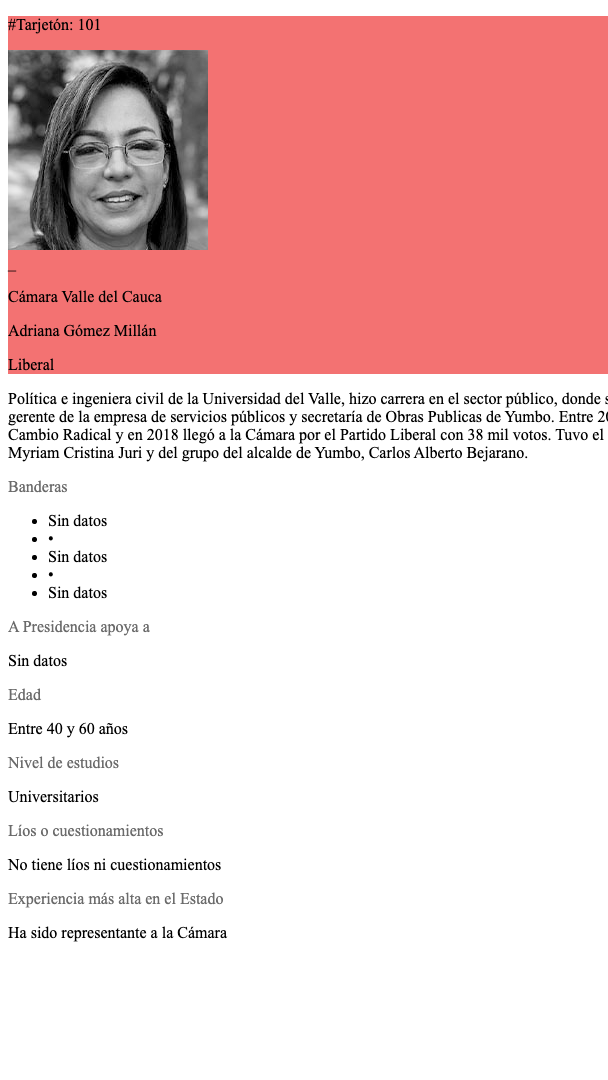 #Tarjetón: 101
_
Cámara Valle del Cauca
Adriana Gómez Millán
Liberal
Política e ingeniera civil de la Universidad del Valle, hizo carrera en el sector público, donde
gerente de la empresa de servicios públicos y secretaría de Obras Publicas de Yumbo. Entre
Cambio Radical y en 2018 llegó a la Cámara por el Partido Liberal con 38 mil votos. Tuvo el
Myriam Cristina Juri y del grupo del alcalde de Yumbo, Carlos Alberto Bejarano.
Banderas
• Sin datos
• •
• Sin datos
• •
• Sin datos
A Presidencia apoya a
Sin datos
Edad
Entre 40 y 60 años
Nivel de estudios
Universitarios
Líos o cuestionamientos
No tiene líos ni cuestionamientos
Experiencia más alta en el Estado
Ha sido representante a la Cámara